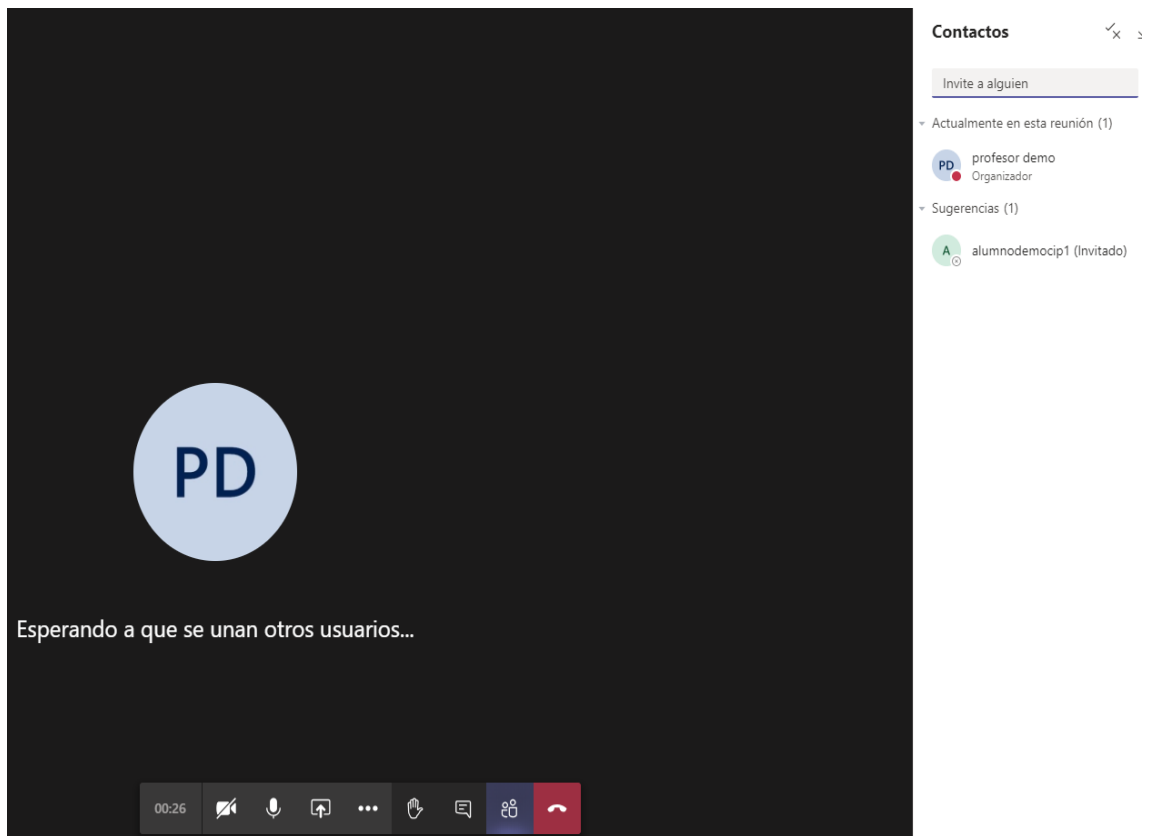 Contactos
Invite a alguien
Actualmente en esta reunión (1)
PD
profesor demo
Organizador
Sugerencias (1)
A
alumnodemocip1 (Invitado)
PD
Esperando a que se unan otros usuarios...
00:26